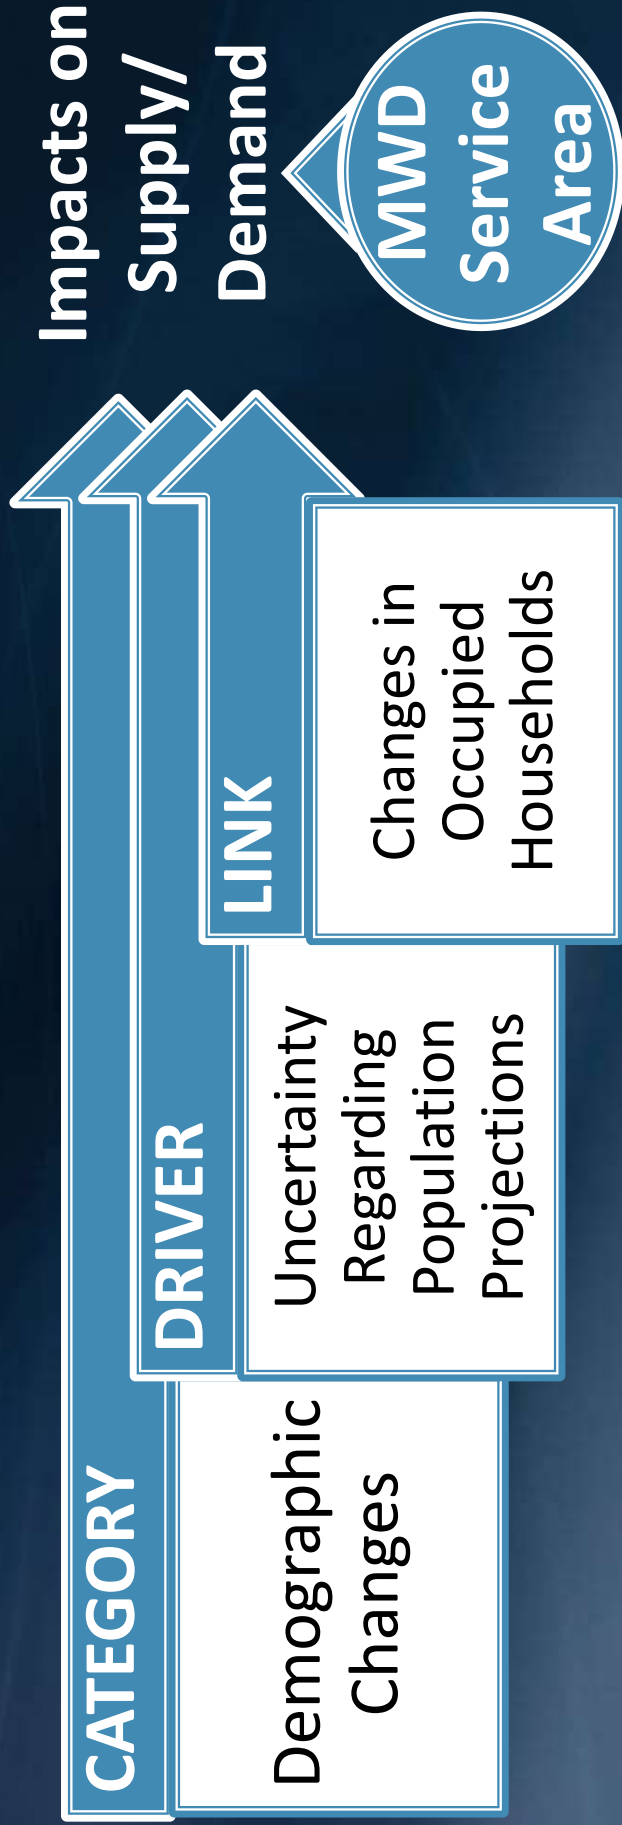 CATEGORY
Demographic
Changes
DRIVER
Uncertainty
Regarding
Population
Projections
LINK
Changes in
Occupied
Households
Impacts on
Supply/
Demand
MWD
Service
Area